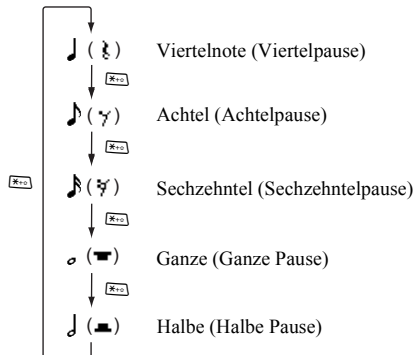 Viertelnote (Viertelpause)
*+o
Achtel (Achtelpause)
*+o
*+o
Sechzehntel (Sechzehntelpause)
*+o
Ganze (Ganze Pause)
*+o
Halbe (Halbe Pause)